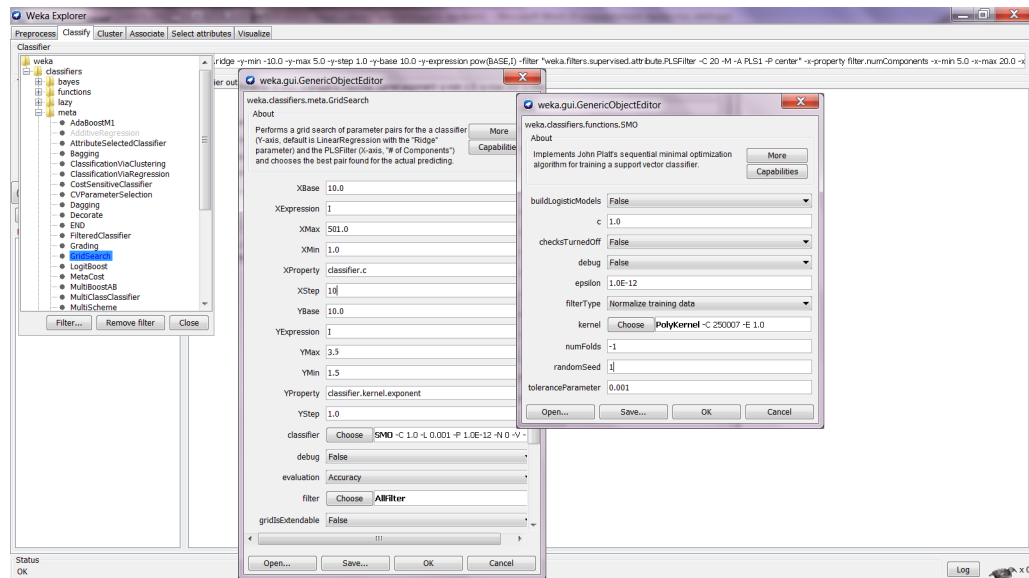 Weka Explorer
Preprocess Classify Cluster Associate Select attributes Visualize
Classifier
weka
classifiers
bayes
functions
lazy
meta
AdaBoostM1
AdditiveRegression
AttributeSelectedClassifier
Bagging
ClassificationViaClustering
ClassificationViaRegression
CostSensitiveClassifier
CVParameterSelection
Dagging
Decorate
END
FilteredClassifier
Grading
GridSearch
LogitBoost
MetaCost
MultiBoostAB
MultiClassClassifier
MultiScheme
Filter... Remove filter Close
.ridge -y-min -10.0 -y-max 5.0 -y-step 1.0 -y-base 10.0 -y-expression pow(BASE,I) -filter "weka.filters.supervised.attribute.PLSFilter -C 20 -M -A PLS1 -P center" -x-property filter.numComponents -x-min 5.0 -x-max 20.0 -x
ier out
weka.gui.GenericObjectEditor
weka.classifiers.meta.GridSearch
About
Performs a grid search of parameter pairs for the a classifier
(Y-axis, default is LinearRegression with the "Ridge"
parameter) and the PLSFilter (X-axis, "# of Components")
and chooses the best pair found for the actual predicting.
More
Capabilitie
XBase 10.0
XExpression I
XMax 501.0
XMin 1.0
XProperty classifier.c
XStep 10
YBase 10.0
YExpression I
YMax 3.5
YMin 1.5
YProperty classifier.kernel.exponent
YStep 1.0
classifier Choose SMO -C 1.0 -L 0.001 -P 1.0E-12 -N 0 -V -
debug False
evaluation Accuracy
filter Choose AllFilter
gridIsExtendable False
Open... Save... OK Cancel
weka.gui.GenericObjectEditor
weka.classifiers.functions.SMO
About
Implements John Platt's sequential minimal optimization
algorithm for training a support vector classifier.
More
Capabilities
buildLogisticModels False
c 1.0
checksTurnedOff False
debug False
epsilon 1.0E-12
filterType Normalize training data
kernel Choose PolyKernel -C 250007 -E 1.0
numFolds -1
randomSeed 1
toleranceParameter 0.001
Open... Save... OK Cancel
Status
OK
Log
x 0